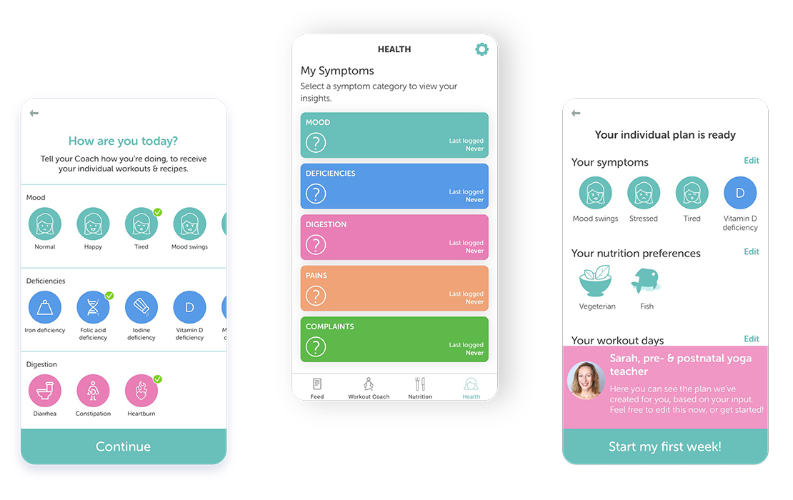 How are you today?
Tell your Coach how you're doing, to receive
your individual workouts & recipes.
Mood
Normal
Happy
Tired
Mood swings
Deficiencies
Iron deficiency
Folic acid
deficiency
Iodine
deficiency
D
Vitamin D
deficiency
Digestion
Diarrhea
Constipation
Heartburn
Continue
HEALTH
My Symptoms
Select a symptom category to view your
insights.
MOOD
?
Last logged
Never
DEFICIENCIES
?
Last logged
Never
DIGESTION
?
Last logged
Never
PAINS
?
Last logged
Never
COMPLAINTS
?
Last logged
Never
Feed
Workout Coach
Nutrition
Health
Your individual plan is ready
Your symptoms
Edit
Mood swings
Stressed
Tired
D
Vitamin D
deficiency
Your nutrition preferences
Edit
Vegeterian
Fish
Your workout days
Edit
Sarah, pre- & postnatal yoga
teacher
Here you can see the plan we've
created for you, based on your input.
Feel free to edit this now, or get started!
Start my first week!